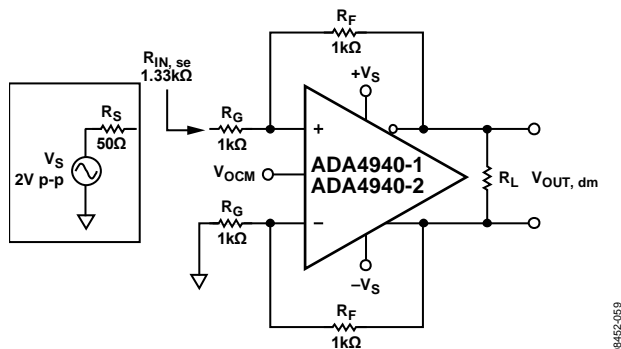 R_F
1kΩ
R_IN, se
1.33kΩ
+V_S
R_S
50Ω
V_S
2V p-p
R_G
1kΩ
+
V_OCM
ADA4940-1
ADA4940-2
R_L
V_OUT, dm
R_G
1kΩ
−
−V_S
R_F
1kΩ
08452-059